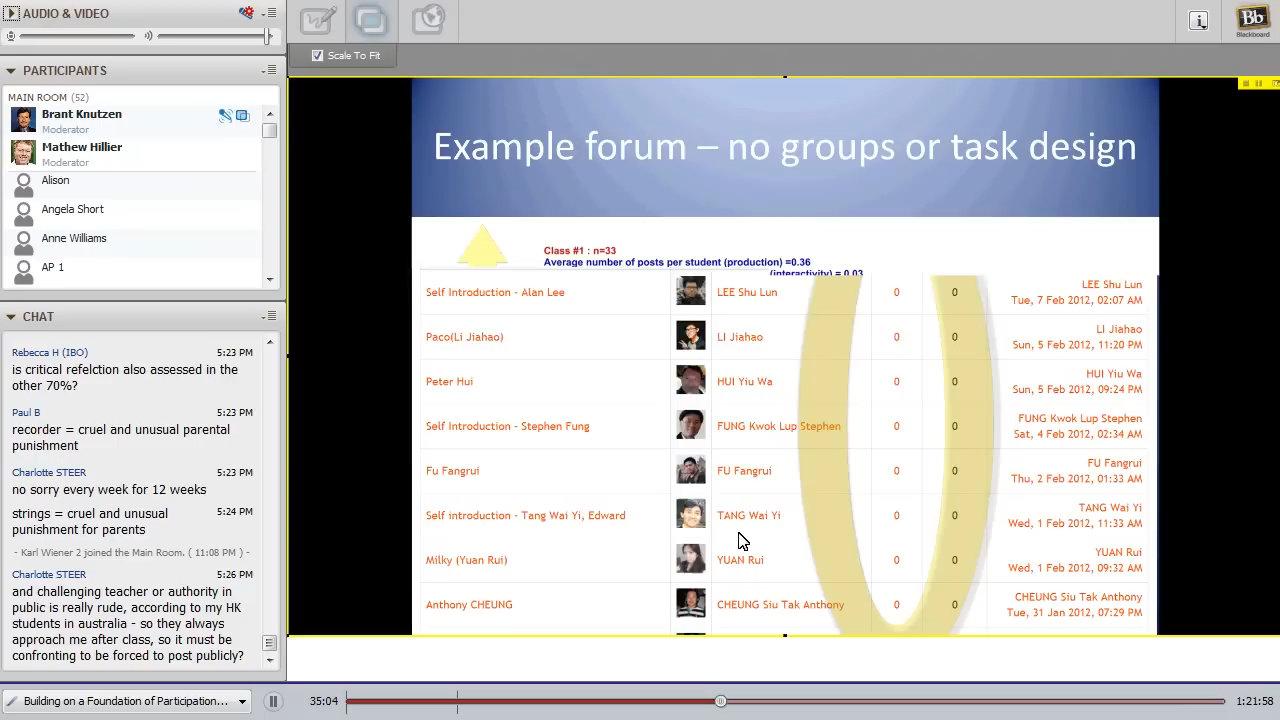 AUDIO & VIDEO
Scale To Fit
Bb
Blackboard
PARTICIPANTS
MAIN ROOM (52)
Brant Knutzen
Moderator
Mathew Hillier
Moderator
Alison
Angela Short
Anne Williams
AP 1
CHAT
Rebecca H (IBO) 5:23 PM
is critical refelction also assessed in the
other 70%?
Paul B 5:23 PM
recorder = cruel and unusual parental
punishment
Charlotte STEER 5:23 PM
no sorry every week for 12 weeks
strings = cruel and unusual 5:24 PM
punishment for parents
- Karl Wiener 2 joined the Main Room. ( 11:08 PM ) -
Charlotte STEER 5:26 PM
and challenging teacher or authority in
public is really rude, according to my HK
students in australia - so they always
approach me after class, so it must be
confronting to be forced to post publicly?
Example forum – no groups or task design
Class #1 : n=33
Average number of posts per student (production) =0.36
(interactivity) = 0.03
Self Introduction - Alan Lee LEE Shu Lun 0 0 LEE Shu Lun
Tue, 7 Feb 2012, 02:07 AM
Paco(Li Jiahao) LI Jiahao 0 0 LI Jiahao
Sun, 5 Feb 2012, 11:20 PM
Peter Hui HUI Yiu Wa 0 0 HUI Yiu Wa
Sun, 5 Feb 2012, 09:24 PM
Self Introduction - Stephen Fung FUNG Kwok Lup Stephen 0 0 FUNG Kwok Lup Stephen
Sat, 4 Feb 2012, 02:34 AM
Fu Fangrui FU Fangrui 0 0 FU Fangrui
Thu, 2 Feb 2012, 01:33 AM
Self introduction - Tang Wai Yi, Edward TANG Wai Yi 0 0 TANG Wai Yi
Wed, 1 Feb 2012, 11:33 AM
Milky (Yuan Rui) YUAN Rui 0 0 YUAN Rui
Wed, 1 Feb 2012, 09:32 AM
Anthony CHEUNG CHEUNG Siu Tak Anthony 0 0 CHEUNG Siu Tak Anthony
Tue, 31 Jan 2012, 07:29 PM
Building on a Foundation of Participation... 35:04 1:21:58